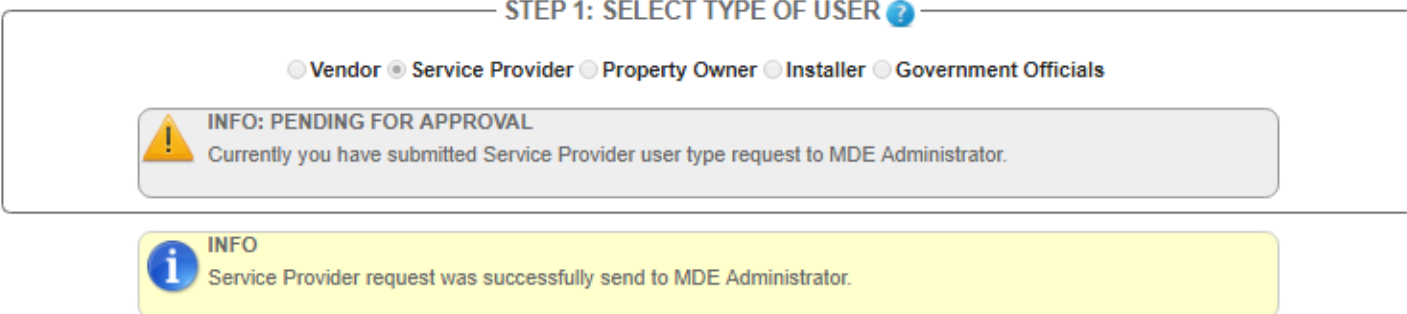 STEP 1: SELECT TYPE OF USER ?
Vendor Service Provider Property Owner Installer Government Officials
INFO: PENDING FOR APPROVAL
Currently you have submitted Service Provider user type request to MDE Administrator.
INFO
Service Provider request was successfully send to MDE Administrator.